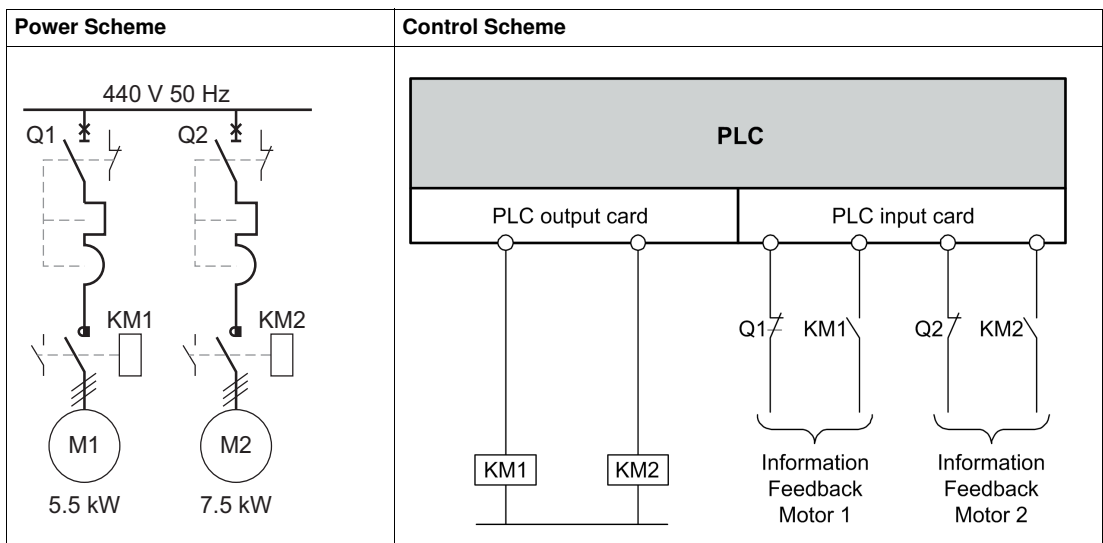 Power Scheme
Control Scheme
440 V 50 Hz
Q1
Q2
KM1
KM2
M1
M2
5.5 kW
7.5 kW
PLC
PLC output card
PLC input card
Q1
KM1
Q2
KM2
KM1
KM2
Information
Feedback
Motor 1
Information
Feedback
Motor 2